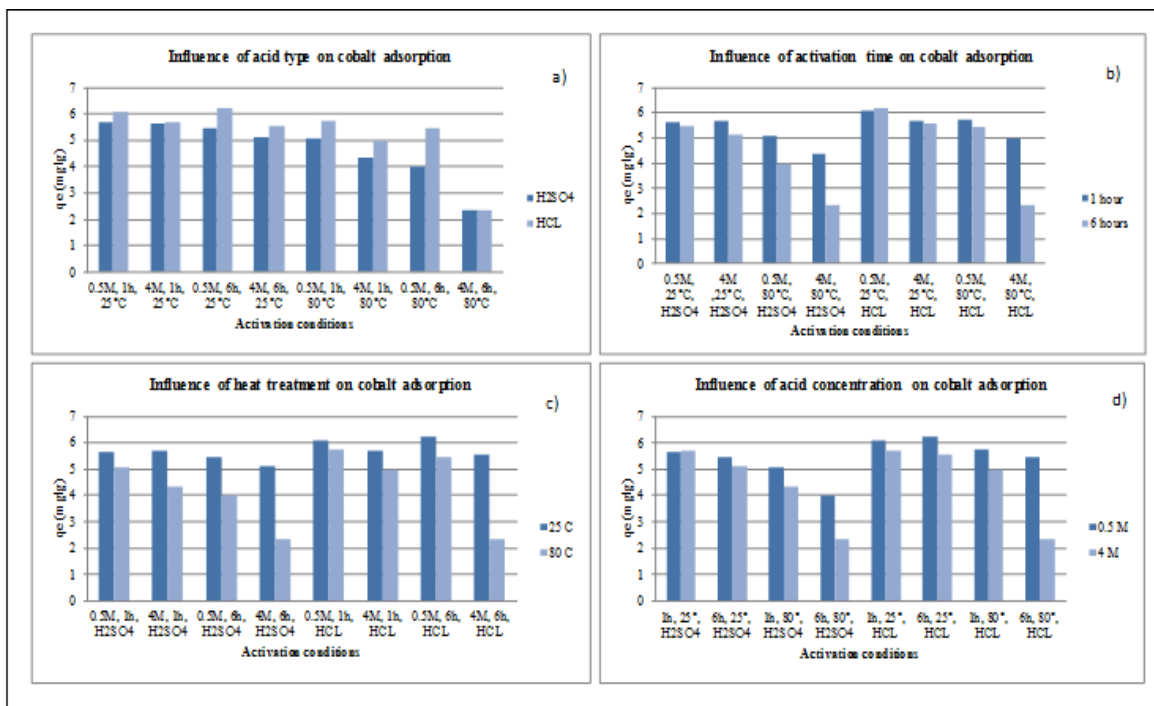 Influence of acid type on cobalt adsorption
a)
7
6
5
4
3
2
1
0
qe (mg/g)
H2SO4
HCL
0.5M, 1h, 4M, 1h, 0.5M, 6h, 4M, 6h, 0.5M, 1h, 4M, 1h, 0.5M, 6h, 4M, 6h,
25°C 25°C 25°C 25°C 80°C 80°C 80°C 80°C
Activation conditions
Influence of activation time on cobalt adsorption
b)
7
6
5
4
3
2
1
0
qe (mg/g)
1 hour
6 hours
0.5M, 4M 0.5M, 4M, 0.5M, 4M, 0.5M, 4M,
25°C, ,25°C, 80°C, 80°C, 25°C, 25°C, 80°C, 80°C,
H2SO4 H2SO4 H2SO4 H2SO4 HCL HCL HCL HCL
Activation conditions
Influence of heat treatment on cobalt adsorption
c)
7
6
5
4
3
2
1
0
qe (mg/g)
25 C
80 C
0.5M, 1h, 4M, 1h, 0.5M, 6h, 4M, 6h, 0.5M, 1h, 4M, 1h, 0.5M, 6h, 4M, 6h,
H2SO4 H2SO4 H2SO4 H2SO4 HCL HCL HCL HCL
Activation conditions
Influence of acid concentration on cobalt adsorption
d)
7
6
5
4
3
2
1
0
qe (mg/g)
0.5 M
4 M
1h, 25°, 6h, 25°, 1h, 80°, 6h, 80°, 1h, 25°, 6h, 25°, 1h, 80°, 6h, 80°,
H2SO4 H2SO4 H2SO4 H2SO4 HCL HCL HCL HCL
Activation conditions